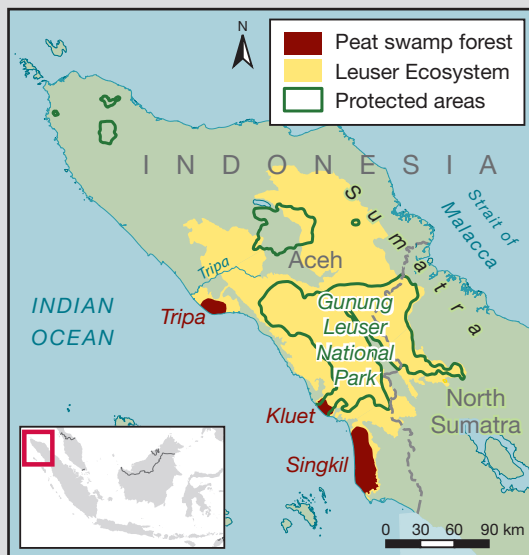 N
Peat swamp forest
Leuser Ecosystem
Protected areas
INDONESIA
Sumatra
Strait of
Malacca
Aceh
Tripa
INDIAN
OCEAN
Tripa
Gunung
Leuser
National
Park
Kluet
North
Sumatra
Singkil
0 30 60 90 km